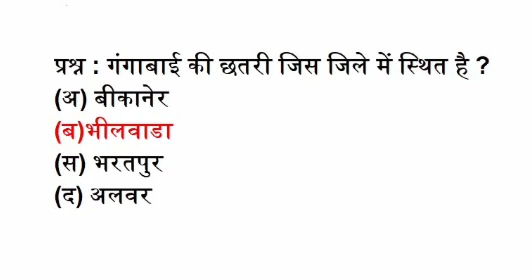 प्रश्न : गंगाबाई की छतरी जिस जिले में स्थित है ?
(अ) बीकानेर
(ब)भीलवाडा
(स) भरतपुर
(द) अलवर